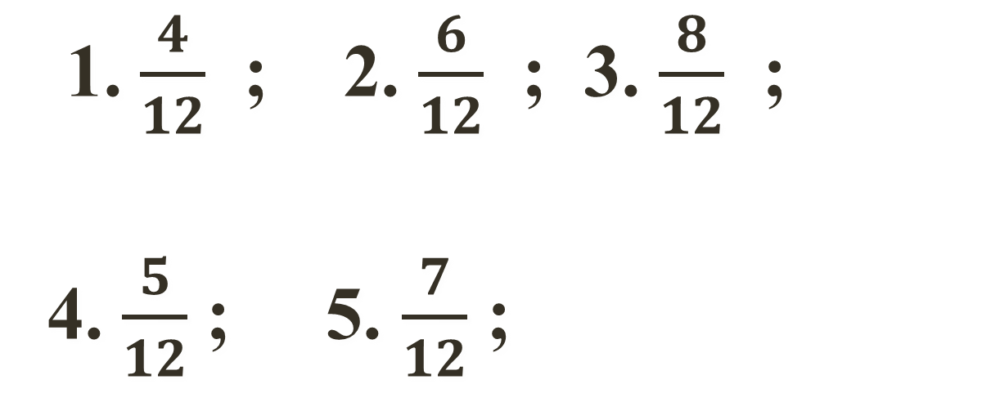 1. 4/12 ; 2. 6/12 ; 3. 8/12 ;
4. 5/12 ; 5. 7/12 ;